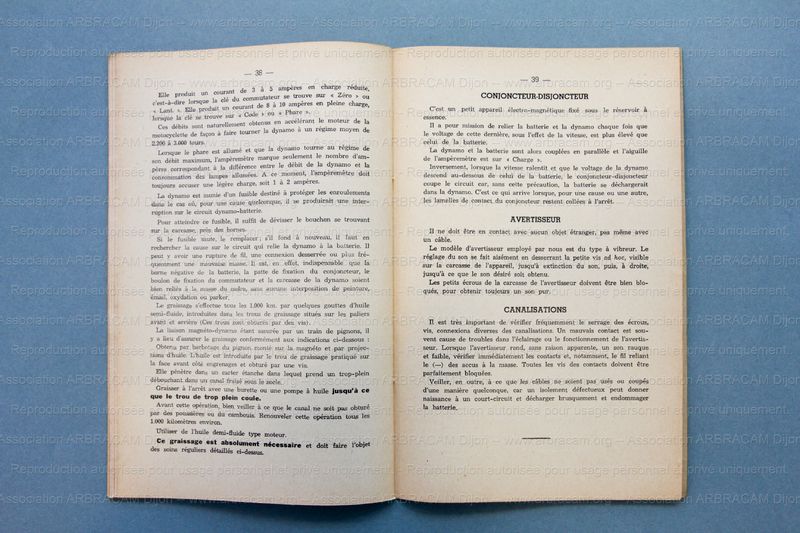 — 38 —
Elle produit un courant de 3 à 5 ampères en charge réduite,
c'est-à-dire lorsque la clé du commutateur se trouve sur « Zéro » ou
« Lant. ». Elle produit un courant de 8 à 10 ampères en pleine charge,
lorsque la clé se trouve sur « Code » ou « Phare ».
Ces débits sont naturellement obtenus en accélérant le moteur de la
motocyclette de façon à faire tourner la dynamo à un régime moyen de
2.200 à 3.000 tours.
Lorsque le phare est allumé et que la dynamo tourne au régime de
son débit maximum, l'ampèremètre marque seulement le nombre d'am-
pères correspondant à la différence entre le débit de la dynamo et la
consommation des lampes allumées. A ce moment, l'ampèremètre doit
toujours accuser une légère charge, soit 1 à 2 ampères.
La dynamo est munie d'un fusible destiné à protéger les enroulements
dans le cas où, pour une cause quelconque, il se produirait une inter-
ruption sur le circuit dynamo-batterie.
Pour atteindre ce fusible, il suffit de dévisser le bouchon se trouvant
sur la carcasse, près des bornes.
Si le fusible saute, le remplacer; s'il fond à nouveau, il faut en
rechercher la cause sur le circuit qui relie la dynamo à la batterie. Il
peut y avoir une rupture de fil, une connexion desserrée ou plus fré-
quemment une mauvaise masse. Il est, en effet, indispensable que la
borne négative de la batterie, la patte de fixation du conjoncteur, le
boulon de fixation du commutateur et la carcasse de la dynamo soient
bien reliés à la masse du cadre, sans aucune interposition de peinture,
émail, oxydation ou parker.
Le graissage s'effectue tous les 1.000 km. par quelques gouttes d'huile
semi-fluide, introduites dans les trous de graissage situés sur les paliers
avant et arrière (Ces trous sont obturés par des vis).
La liaison magnéto-dynamo étant assurée par un train de pignons, il
y a lieu d'assurer le graissage conformément aux indications ci-dessous :
Obtenu par barbotage du pignon monté sur la magnéto et par projec-
tions d'huile. L'huile est introduite par le trou de graissage pratiqué sur
la face avant côté engrenages et obturé par une vis.
Elle pénètre dans un carter étanche dans lequel prend un trop-plein
débouchant dans un canal fraisé sous le socle.
Graisser à l'arrêt avec une burette ou une pompe à huile jusqu'à ce
que le trou de trop plein coule.
Avant cette opération, bien veiller à ce que le canal ne soit pas obturé
par des poussières ou du cambouis. Renouveler cette opération tous les
1.000 kilomètres environ.
Utiliser de l'huile semi-fluide type moteur.
Ce graissage est absolument nécessaire et doit faire l'objet
des soins réguliers détaillés ci-dessus.
— 39 —
CONJONCTEUR-DISJONCTEUR
C'est un petit appareil électro-magnétique fixé sous le réservoir à
essence.
Il a pour mission de relier la batterie et la dynamo chaque fois que
le voltage de cette dernière, sous l'effet de la vitesse, est plus élevé que
celui de la batterie.
La dynamo et la batterie sont alors couplées en parallèle et l'aiguille
de l'ampèremètre est sur « Charge ».
Inversement, lorsque la vitesse ralentit et que le voltage de la dynamo
descend au-dessous de celui de la batterie, le conjoncteur-disjoncteur
coupe le circuit car, sans cette précaution, la batterie se déchargerait
dans la dynamo. C'est ce qui arrive lorsque, pour une cause ou une autre,
les lamelles de contact du conjoncteur restent collées à l'arrêt.
AVERTISSEUR
Il ne doit être en contact avec aucun objet étranger, pas même avec
un câble.
Le modèle d'avertisseur employé par nous est du type à vibreur. Le
réglage du son se fait aisément en desserrant la petite vis ad hoc, visible
sur la carcasse de l'appareil, jusqu'à extinction du son, puis, à droite,
jusqu'à ce que le son désiré soit obtenu.
Les petits écrous de la carcasse de l'avertisseur doivent être bien blo-
qués, pour obtenir toujours un son pur.
CANALISATIONS
Il est très important de vérifier fréquemment le serrage des écrous,
vis, connexions diverses des canalisations. Un mauvais contact est sou-
vent cause de troubles dans l'éclairage ou le fonctionnement de l'avertis-
seur. Lorsque l'avertisseur rend, sans raison apparente, un son rauque
et faible, vérifier immédiatement les contacts et, notamment, le fil reliant
le (—) des accus à la masse. Toutes les vis des contacts doivent être
parfaitement bloquées.
Veiller, en outre, à ce que les câbles ne soient pas usés ou coupés
d'une manière quelconque, car un isolement défectueux peut donner
naissance à un court-circuit et décharger brusquement et endommager
la batterie.